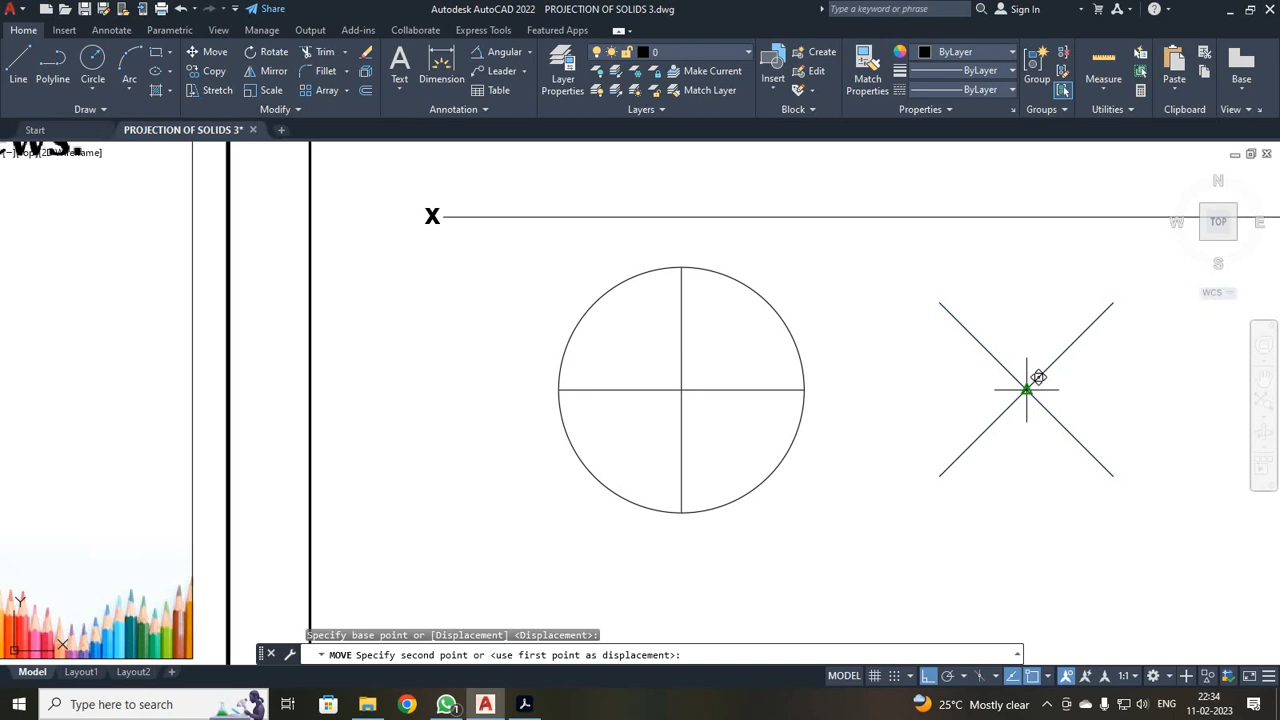 Share
Autodesk AutoCAD 2022 PROJECTION OF SOLIDS 3.dwg
Type a keyword or phrase
Sign In
Home Insert Annotate Parametric View Manage Output Add-ins Collaborate Express Tools Featured Apps
Line Polyline Circle Arc
Move Rotate Trim
Copy Mirror Fillet
Stretch Scale Array
Text Dimension
Angular
Leader
Table
Layer Properties
0
Make Current
Match Layer
Insert
Create
Edit
Match Properties
ByLayer
ByLayer
ByLayer
Group
Measure
Paste
Base
Draw Modify Annotation Layers Block Properties Groups Utilities Clipboard View
Start PROJECTION OF SOLIDS 3*
[−][Top][2D Wireframe]
X
N
W TOP E
S
WCS
Y
X
Specify base point or [Displacement] <Displacement>:
MOVE Specify second point or <use first point as displacement>:
Model Layout1 Layout2
MODEL
1:1
Type here to search
1
25°C Mostly clear
ENG
22:34
11-02-2023